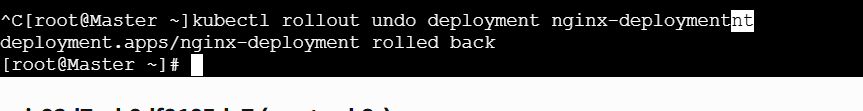 ^C[root@Master ~]kubectl rollout undo deployment nginx-deploymentnt
deployment.apps/nginx-deployment rolled back
[root@Master ~]#